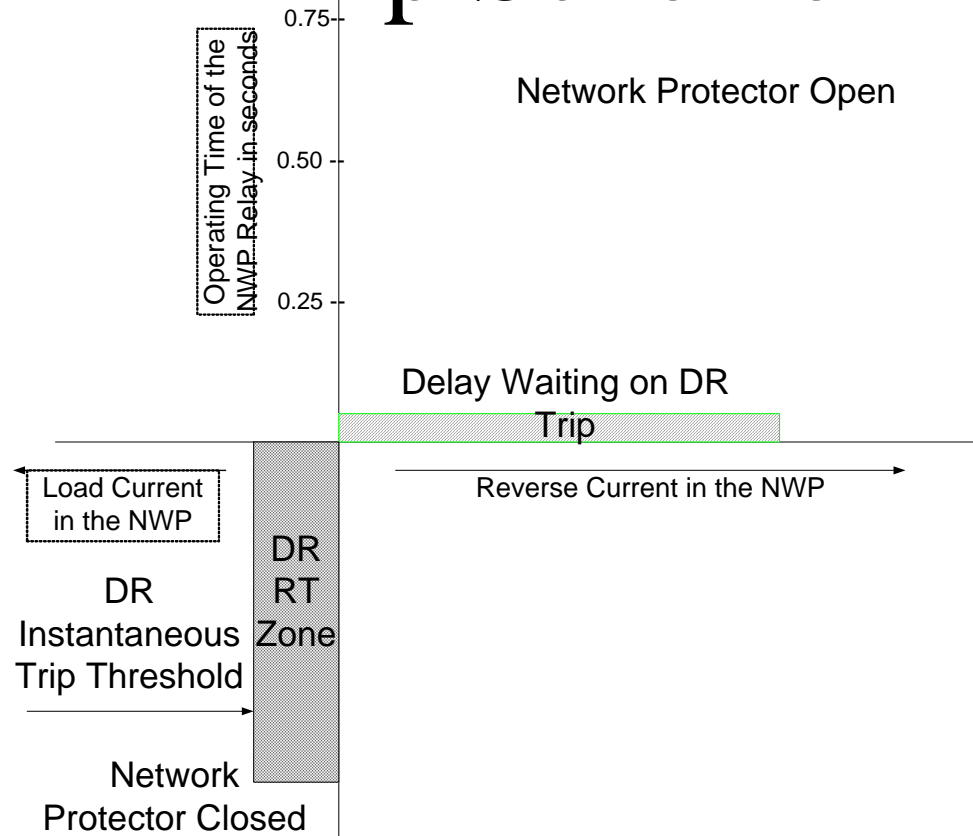 0.75
Operating Time of the
NWP Relay in seconds
Network Protector Open
0.50
0.25
Delay Waiting on DR
Trip
Load Current
in the NWP
Reverse Current in the NWP
DR
RT
Zone
DR
Instantaneous
Trip Threshold
Network
Protector Closed